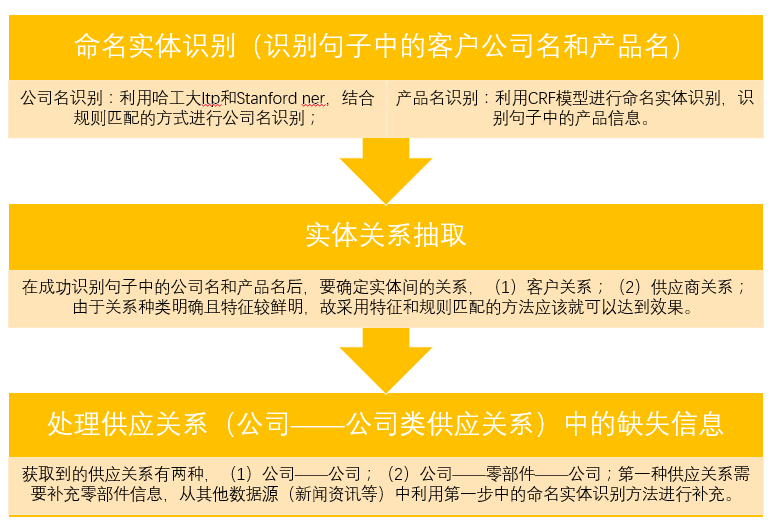 命名实体识别（识别句子中的客户公司名和产品名）
公司名识别：利用哈工大ltp和Stanford ner，结合
规则匹配的方式进行公司名识别；
产品名识别：利用CRF模型进行命名实体识别，识
别句子中的产品信息。
实体关系抽取
在成功识别句子中的公司名和产品名后，要确定实体间的关系，（1）客户关系；（2）供应商关系；
由于关系种类明确且特征较鲜明，故采用特征和规则匹配的方法应该就可以达到效果。
处理供应关系（公司——公司类供应关系）中的缺失信息
获取到的供应关系有两种，（1）公司——公司；（2）公司——零部件——公司；第一种供应关系需
要补充零部件信息，从其他数据源（新闻资讯等）中利用第一步中的命名实体识别方法进行补充。